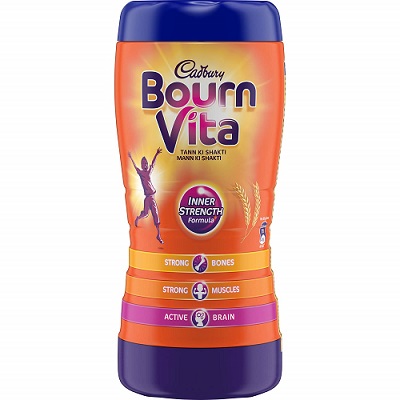 Cadbury
Bourn
Vita
TANN KI SHAKTI
MANN KI SHAKTI
INNER
STRENGTH
Formula
STRONG BONES
STRONG MUSCLES
ACTIVE BRAIN